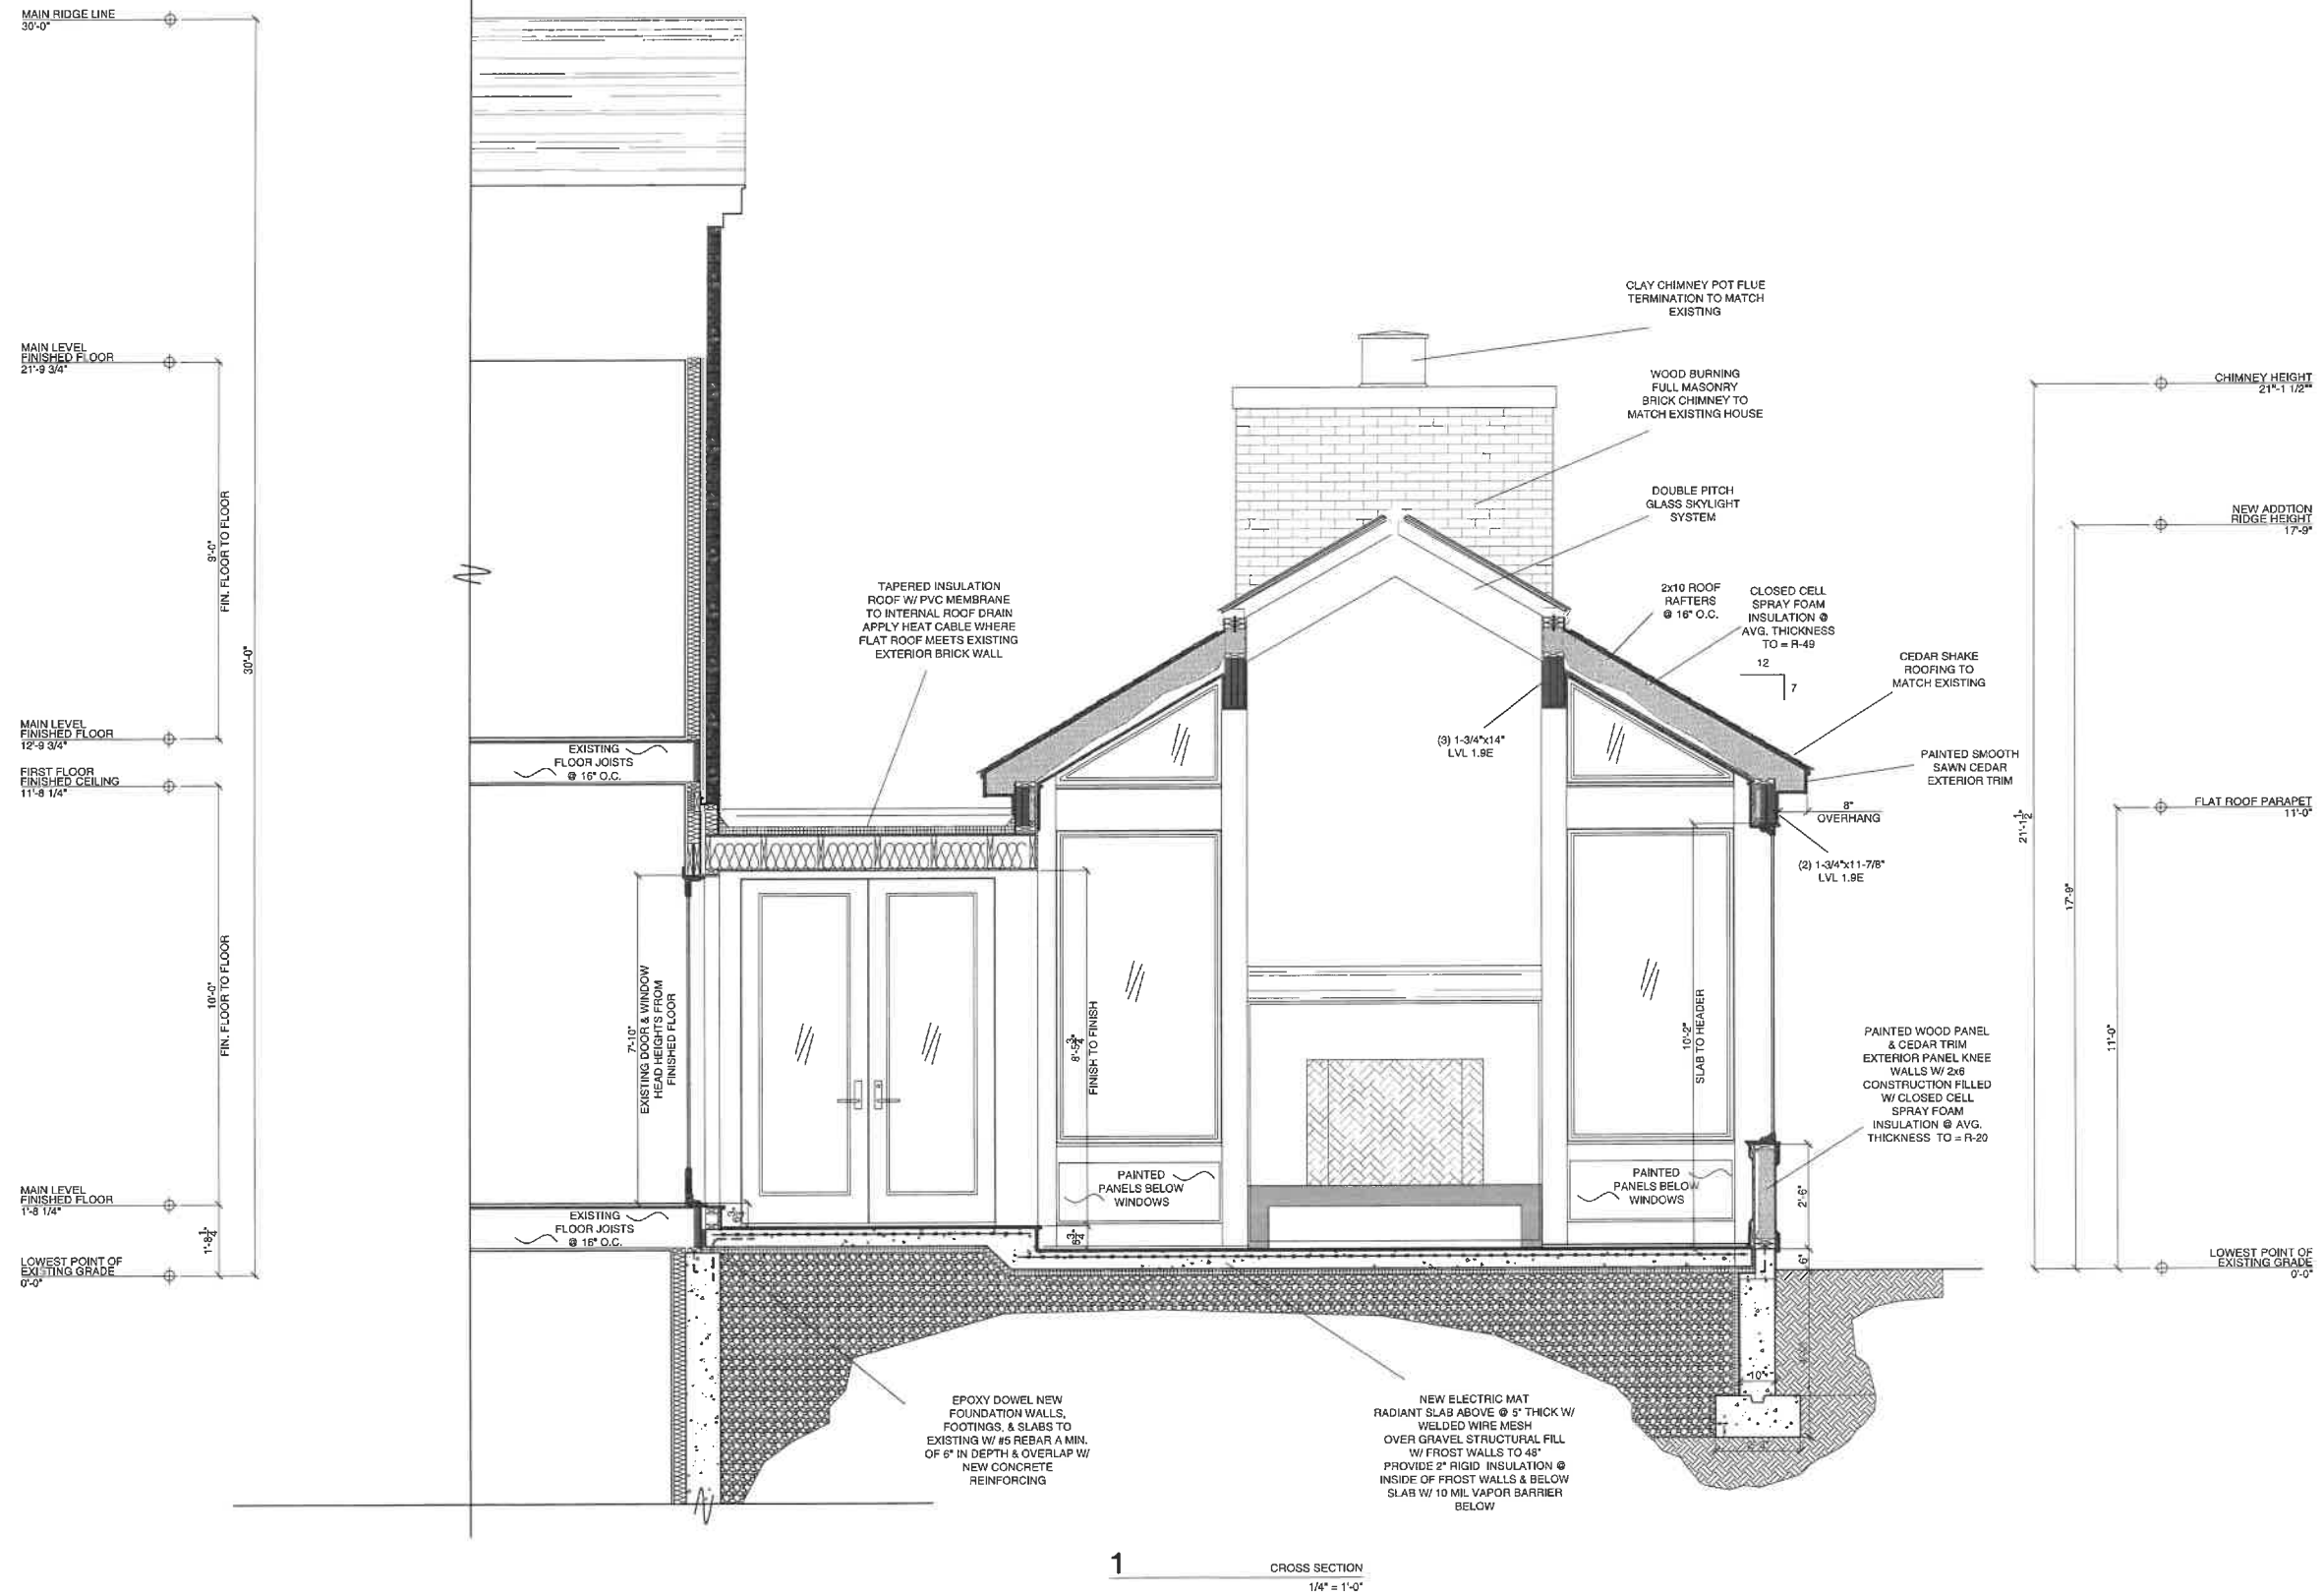 MAIN RIDGE LINE
30'-0"
MAIN LEVEL
FINISHED FLOOR
21'-9 3/4"
9'-0"
FIN. FLOOR TO FLOOR
30'-0"
MAIN LEVEL
FINISHED FLOOR
12'-9 3/4"
FIRST FLOOR
FINISHED CEILING
11'-8 1/4"
10'-0"
FIN. FLOOR TO FLOOR
MAIN LEVEL
FINISHED FLOOR
1'-8 1/4"
1'-8 1/4"
LOWEST POINT OF
EXISTING GRADE
0'-0"
EXISTING
FLOOR JOISTS
@ 16" O.C.
7'-10"
EXISTING DOOR & WINDOW
HEAD HEIGHTS FROM
FINISHED FLOOR
EXISTING
FLOOR JOISTS
@ 16" O.C.
TAPERED INSULATION
ROOF W/ PVC MEMBRANE
TO INTERNAL ROOF DRAIN
APPLY HEAT CABLE WHERE
FLAT ROOF MEETS EXISTING
EXTERIOR BRICK WALL
8'-5 3/4"
FINISH TO FINISH
6 3/4"
PAINTED
PANELS BELOW
WINDOWS
EPOXY DOWEL NEW
FOUNDATION WALLS,
FOOTINGS, & SLABS TO
EXISTING W/ #5 REBAR A MIN.
OF 6" IN DEPTH & OVERLAP W/
NEW CONCRETE
REINFORCING
CLAY CHIMNEY POT FLUE
TERMINATION TO MATCH
EXISTING
WOOD BURNING
FULL MASONRY
BRICK CHIMNEY TO
MATCH EXISTING HOUSE
DOUBLE PITCH
GLASS SKYLIGHT
SYSTEM
2x10 ROOF
RAFTERS
@ 16" O.C.
CLOSED CELL
SPRAY FOAM
INSULATION @
AVG. THICKNESS
TO = R-49
12
7
CEDAR SHAKE
ROOFING TO
MATCH EXISTING
(3) 1-3/4"x14"
LVL 1.9E
PAINTED SMOOTH
SAWN CEDAR
EXTERIOR TRIM
8"
OVERHANG
(2) 1-3/4"x11-7/8"
LVL 1.9E
10'-2"
SLAB TO HEADER
PAINTED
PANELS BELOW
WINDOWS
PAINTED WOOD PANEL
& CEDAR TRIM
EXTERIOR PANEL KNEE
WALLS W/ 2x6
CONSTRUCTION FILLED
W/ CLOSED CELL
SPRAY FOAM
INSULATION @ AVG.
THICKNESS TO = R-20
2'-6"
6"
10"
NEW ELECTRIC MAT
RADIANT SLAB ABOVE @ 5" THICK W/
WELDED WIRE MESH
OVER GRAVEL STRUCTURAL FILL
W/ FROST WALLS TO 48"
PROVIDE 2" RIGID INSULATION @
INSIDE OF FROST WALLS & BELOW
SLAB W/ 10 MIL VAPOR BARRIER
BELOW
CHIMNEY HEIGHT
21"-1 1/2""
NEW ADDTION
RIDGE HEIGHT
17'-9"
FLAT ROOF PARAPET
11'-0"
21'-1 1/2"
17'-9"
11'-0"
LOWEST POINT OF
EXISTING GRADE
0'-0"
1
CROSS SECTION
1/4" = 1'-0"